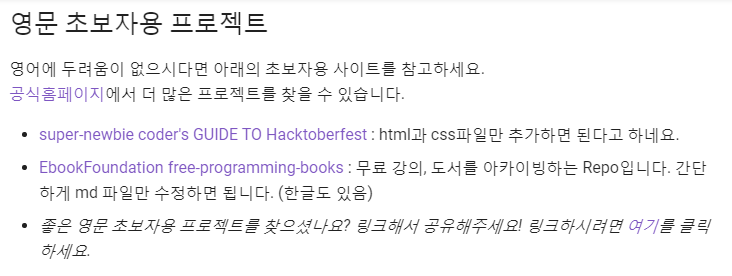 영문 초보자용 프로젝트
영어에 두려움이 없으시다면 아래의 초보자용 사이트를 참고하세요.
공식홈페이지에서 더 많은 프로젝트를 찾을 수 있습니다.
• super-newbie coder's GUIDE TO Hacktoberfest : html과 css파일만 추가하면 된다고 하네요.
• EbookFoundation free-programming-books : 무료 강의, 도서를 아카이빙하는 Repo입니다. 간단
하게 md 파일만 수정하면 됩니다. (한글도 있음)
• 좋은 영문 초보자용 프로젝트를 찾으셨나요? 링크해서 공유해주세요! 링크하시려면 여기를 클릭
하세요.